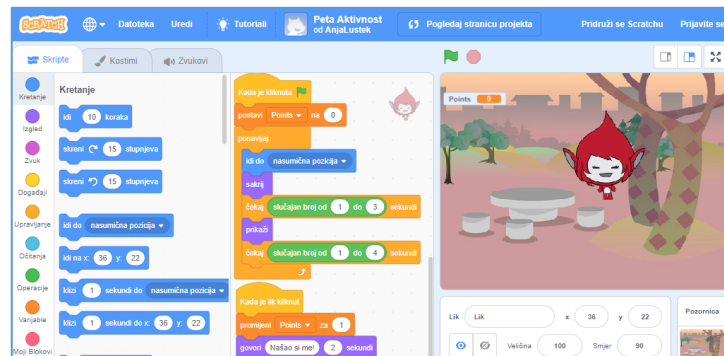 SCRATCH
Datoteka
Uredi
Tutoriali
Peta Aktivnost
od AnjaLustek
Pogledaj stranicu projekta
Pridruži se Scratchu
Prijavite se
Skripte
Kostimi
Zvukovi
Kretanje
Izgled
Zvuk
Događaji
Upravljanje
Očitanja
Operacije
Varijable
Moji Blokovi
Kretanje
idi 10 koraka
skreni 15 stupnjeva
skreni 15 stupnjeva
idi do nasumična pozicija
idi na x: 36 y: 22
klizi 1 sekundi do nasumična pozicija
klizi 1 sekundi do x: 36 y: 22
Kada je kliknuta
postavi Points na 0
ponavljaj
idi do nasumična pozicija
sakrij
čekaj slučajan broj od 1 do 3 sekundi
prikaži
čekaj slučajan broj od 1 do 4 sekundi
Kada je lik kliknut
promijeni Points za 1
govori Našao si me! 2 sekundi
Points 0
Lik Lik x 36 y 22
Veličina 100 Smjer 90
Pozornica